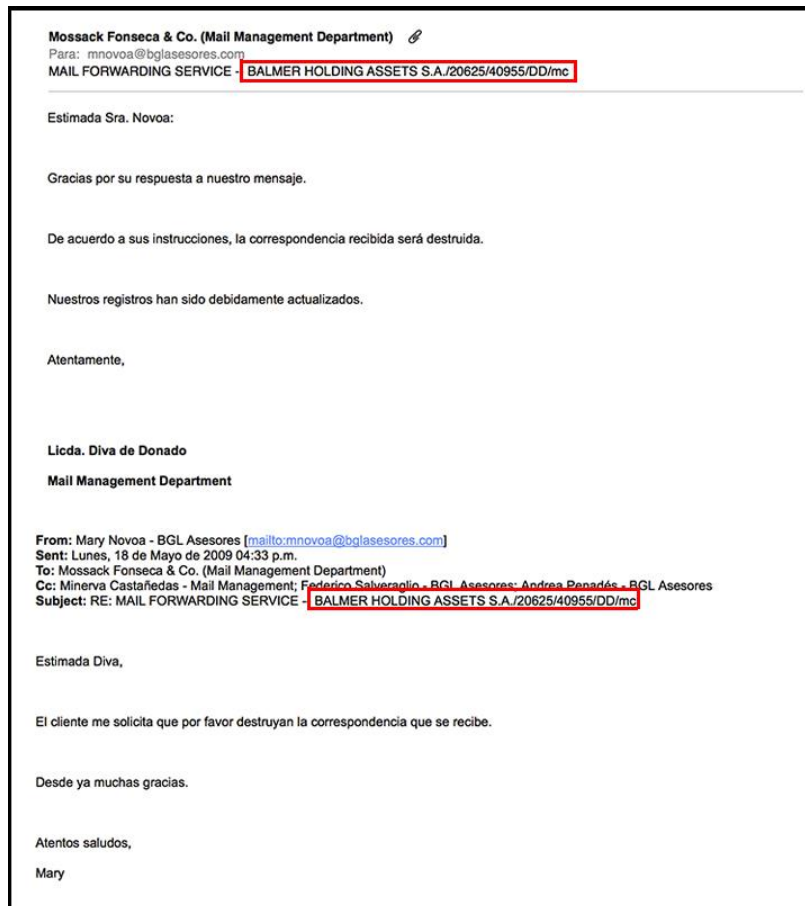 Mossack Fonseca & Co. (Mail Management Department)
Para: mnovoa@bglasesores.com
MAIL FORWARDING SERVICE - BALMER HOLDING ASSETS S.A./20625/40955/DD/mc
Estimada Sra. Novoa:
Gracias por su respuesta a nuestro mensaje.
De acuerdo a sus instrucciones, la correspondencia recibida será destruida.
Nuestros registros han sido debidamente actualizados.
Atentamente,
Licda. Diva de Donado
Mail Management Department
From: Mary Novoa - BGL Asesores [mailto:mnovoa@bglasesores.com]
Sent: Lunes, 18 de Mayo de 2009 04:33 p.m.
To: Mossack Fonseca & Co. (Mail Management Department)
Cc: Minerva Castañedas - Mail Management; Federico Salveraglio - BGL Asesores; Andrea Penadés - BGL Asesores
Subject: RE: MAIL FORWARDING SERVICE - BALMER HOLDING ASSETS S.A./20625/40955/DD/mc
Estimada Diva,
El cliente me solicita que por favor destruyan la correspondencia que se recibe.
Desde ya muchas gracias.
Atentos saludos,
Mary